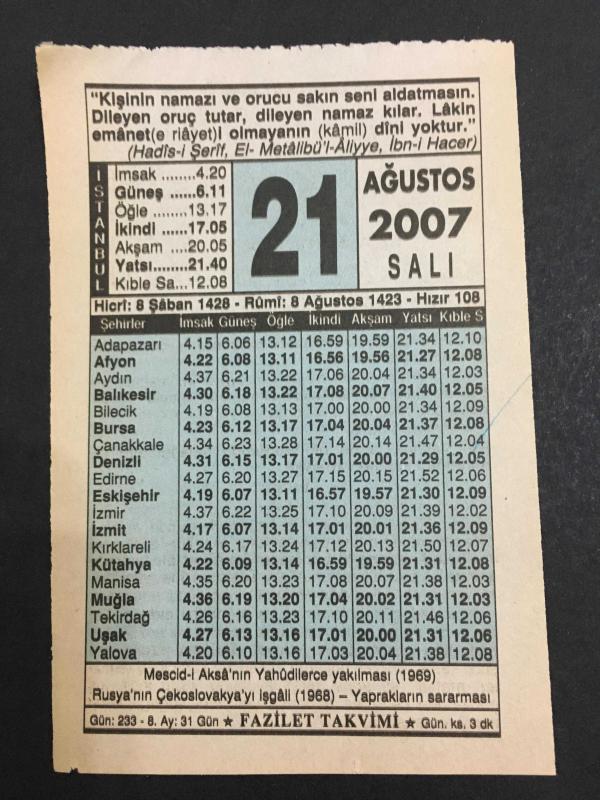 “Kişinin namazı ve orucu sakın seni aldatmasın.
Dileyen oruç tutar, dileyen namaz kılar. Lâkin
emânet(e riâyet)i olmayanın (kâmil) dîni yoktur.”
(Hadîs-i Şerîf, El- Metâlibü'l-Âliyye, İbn-i Hacer)
İSTANBUL
İmsak ........4.20
Güneş ......6.11
Öğle ........13.17
İkindi ......17.05
Akşam ....20.05
Yatsı........21.40
Kıble Sa...12.08
21
AĞUSTOS
2007
SALI
Hicrî: 8 Şâban 1428 - Rûmî: 8 Ağustos 1423 - Hızır 108
Şehirler İmsak Güneş Öğle İkindi Akşam Yatsı Kıble S
Adapazarı 4.15 6.06 13.12 16.59 19.59 21.34 12.10
Afyon 4.22 6.08 13.11 16.56 19.56 21.27 12.08
Aydın 4.37 6.21 13.22 17.06 20.04 21.34 12.03
Balıkesir 4.30 6.18 13.22 17.08 20.07 21.40 12.05
Bilecik 4.19 6.08 13.13 17.00 20.00 21.34 12.09
Bursa 4.23 6.12 13.17 17.04 20.04 21.37 12.08
Çanakkale 4.34 6.23 13.28 17.14 20.14 21.47 12.04
Denizli 4.31 6.15 13.17 17.01 20.00 21.29 12.05
Edirne 4.27 6.20 13.27 17.15 20.15 21.52 12.06
Eskişehir 4.19 6.07 13.11 16.57 19.57 21.30 12.09
İzmir 4.37 6.22 13.25 17.10 20.09 21.39 12.02
İzmit 4.17 6.07 13.14 17.01 20.01 21.36 12.09
Kırklareli 4.24 6.17 13.24 17.12 20.13 21.50 12.07
Kütahya 4.22 6.09 13.14 16.59 19.59 21.31 12.08
Manisa 4.35 6.20 13.23 17.08 20.07 21.38 12.03
Muğla 4.36 6.19 13.20 17.04 20.02 21.31 12.03
Tekirdağ 4.26 6.16 13.23 17.10 20.11 21.46 12.06
Uşak 4.27 6.13 13.16 17.01 20.00 21.31 12.06
Yalova 4.20 6.10 13.16 17.03 20.04 21.38 12.08
Mescid-i Aksâ'nın Yahûdilerce yakılması (1969)
Rusya'nın Çekoslovakya'yı işgâli (1968) – Yaprakların sararması
Gün: 233 - 8. Ay: 31 Gün ★ FAZİLET TAKVİMİ ★ Gün. ks. 3 dk